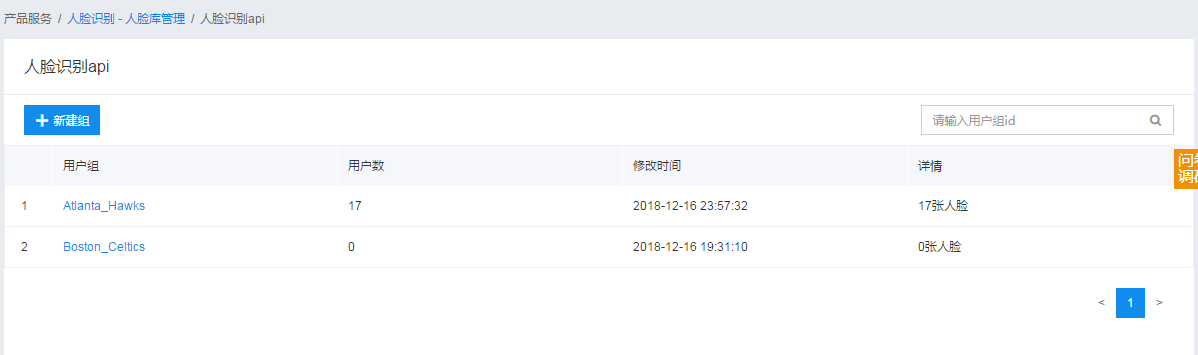 产品服务 / 人脸识别 - 人脸库管理 / 人脸识别api
人脸识别api
新建组
请输入用户组id
用户组 用户数 修改时间 详情
1 Atlanta_Hawks 17 2018-12-16 23:57:32 17张人脸
2 Boston_Celtics 0 2018-12-16 19:31:10 0张人脸
< 1 >
问
调